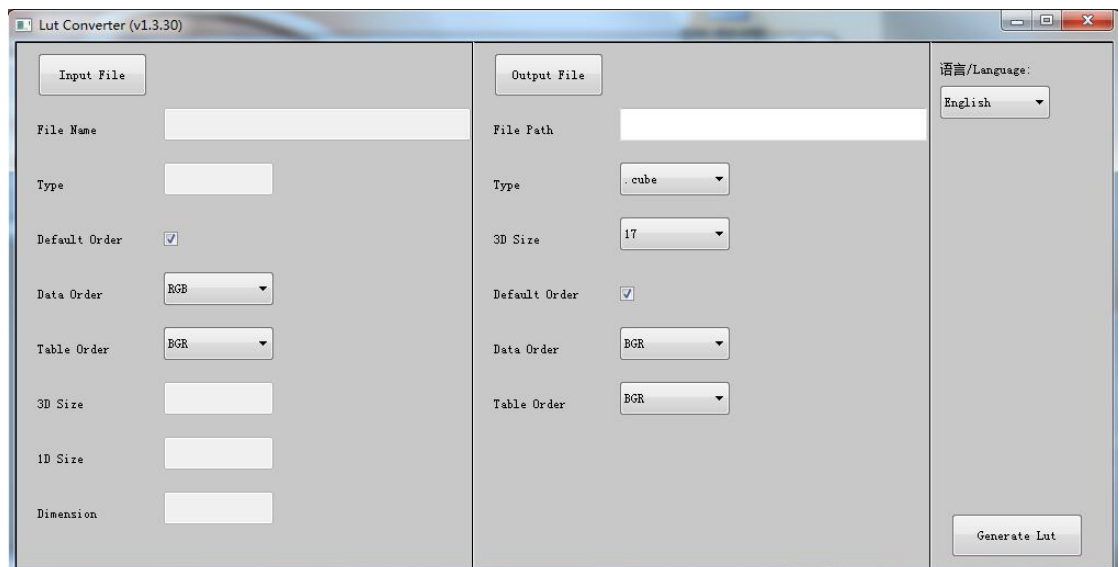 Lut Converter (v1.3.30)
Input File
File Name
Type
Default Order
Data Order RGB
Table Order BGR
3D Size
1D Size
Dimension
Output File
File Path
Type .cube
3D Size 17
Default Order
Data Order BGR
Table Order BGR
语言/Language:
English
Generate Lut